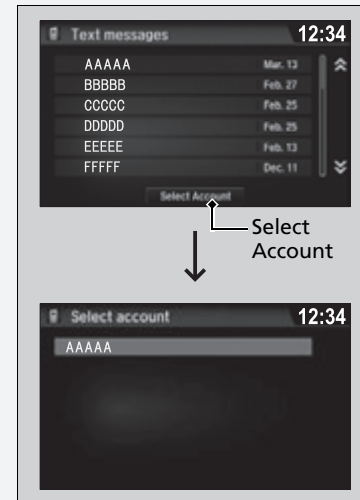 Text messages 12:34
AAAAA Mar. 13
BBBBB Feb. 27
CCCCC Feb. 25
DDDDD Feb. 25
EEEEE Feb. 13
FFFFF Dec. 11
Select Account
Select
Account
Select account 12:34
AAAAA